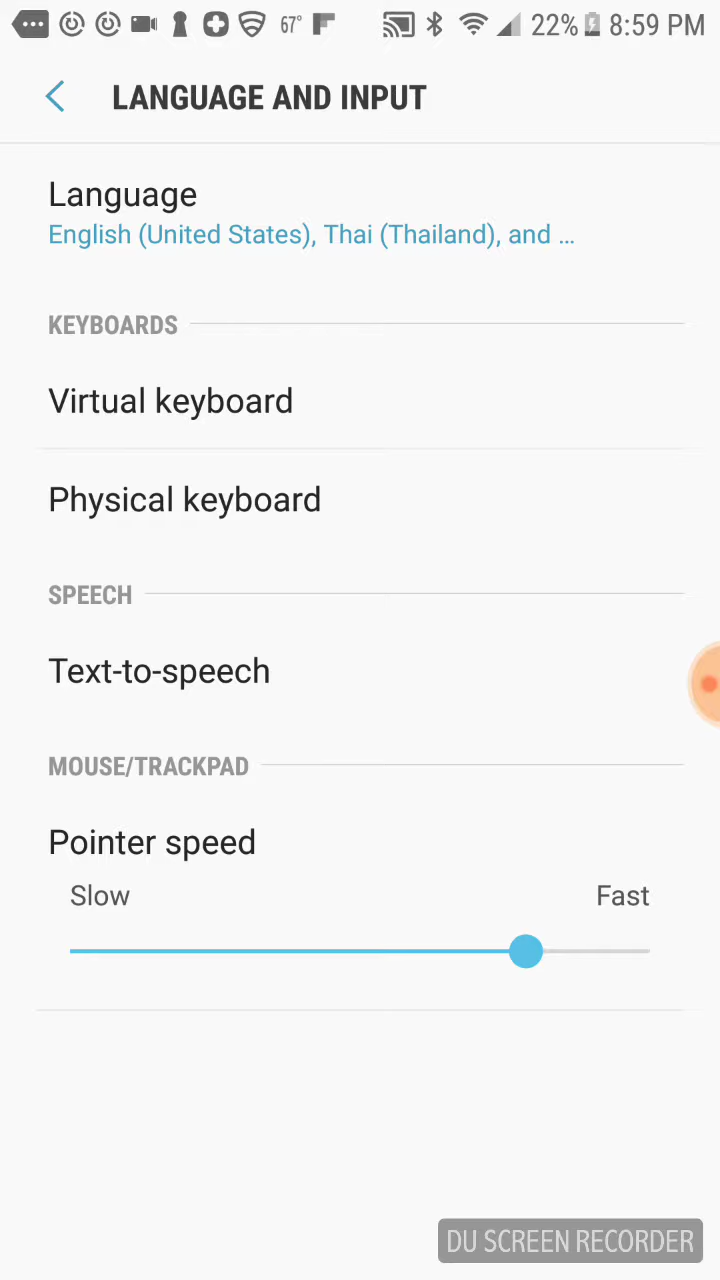 67° 22% 8:59 PM
LANGUAGE AND INPUT
Language
English (United States), Thai (Thailand), and ...
KEYBOARDS
Virtual keyboard
Physical keyboard
SPEECH
Text-to-speech
MOUSE/TRACKPAD
Pointer speed
Slow Fast
DU SCREEN RECORDER